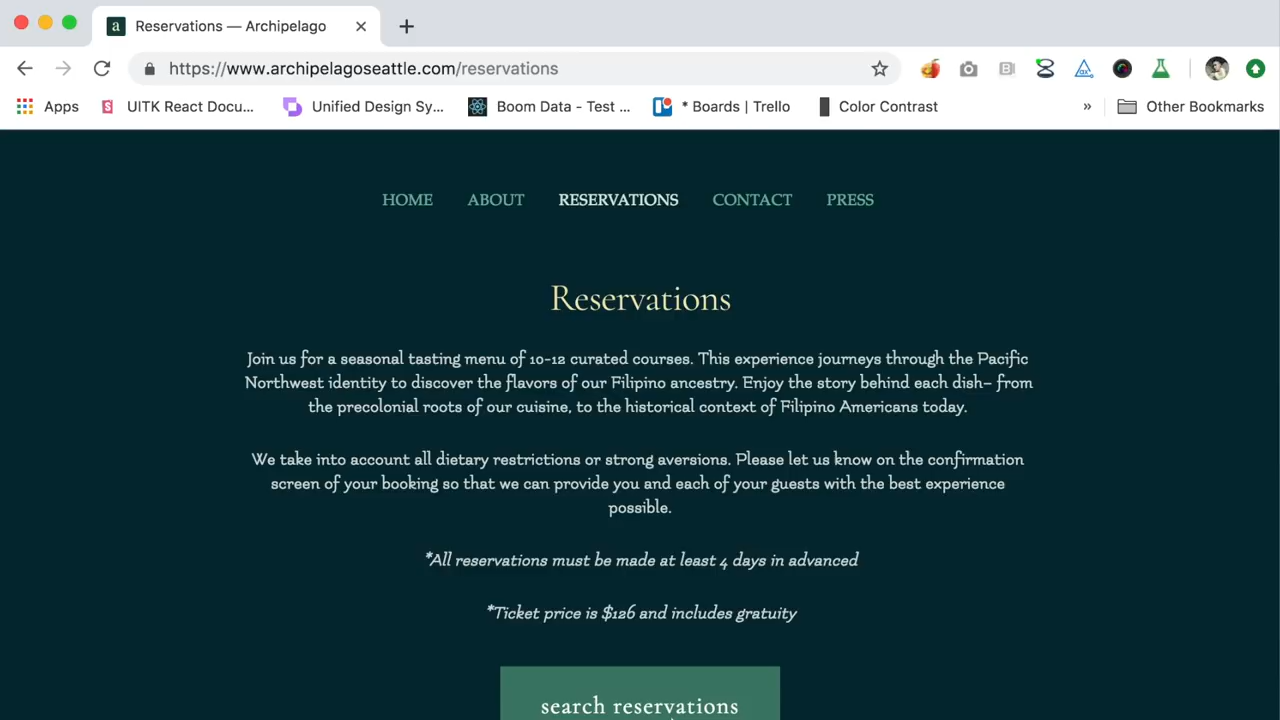 a Reservations — Archipelago
https://www.archipelagoseattle.com/reservations
Apps UITK React Docu... Unified Design Sy... Boom Data - Test ... * Boards | Trello Color Contrast » Other Bookmarks
HOME ABOUT RESERVATIONS CONTACT PRESS
Reservations
Join us for a seasonal tasting menu of 10-12 curated courses. This experience journeys through the Pacific
Northwest identity to discover the flavors of our Filipino ancestry. Enjoy the story behind each dish– from
the precolonial roots of our cuisine, to the historical context of Filipino Americans today.
We take into account all dietary restrictions or strong aversions. Please let us know on the confirmation
screen of your booking so that we can provide you and each of your guests with the best experience
possible.
*All reservations must be made at least 4 days in advanced
*Ticket price is $126 and includes gratuity
search reservations